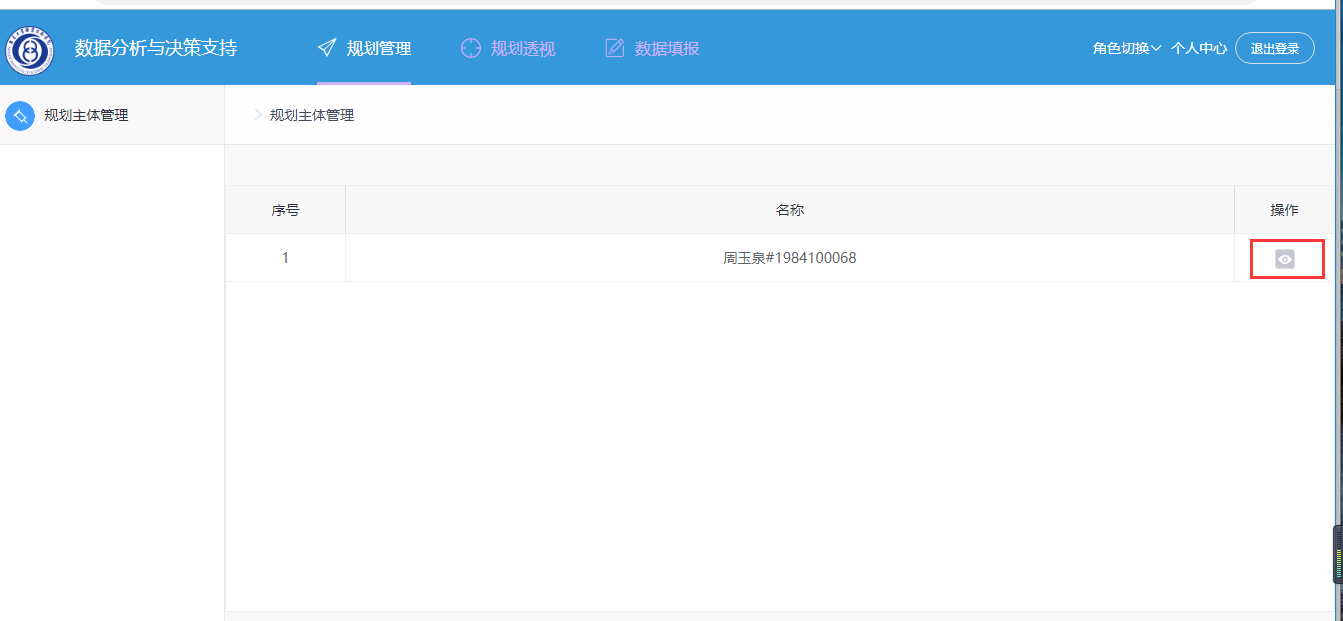 数据分析与决策支持
规划管理
规划透视
数据填报
角色切换
个人中心
退出登录
规划主体管理
规划主体管理
序号 名称 操作
1 周玉泉#1984100068